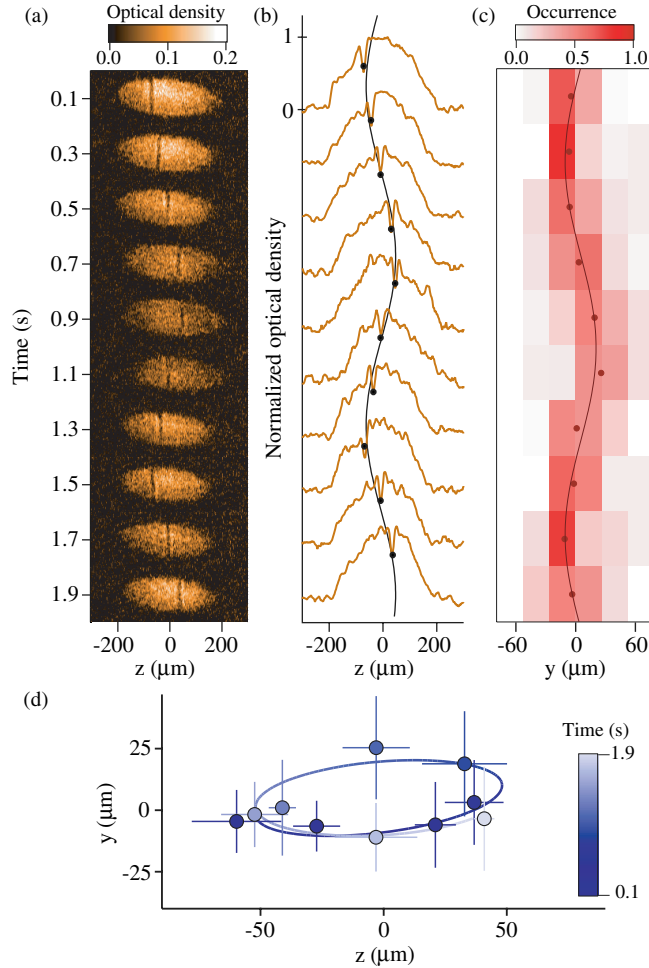 (a) Optical density
0.0 0.2
Time (s)
0.1
0.3
0.5
0.7
0.9
1.1
1.3
1.5
1.7
1.9
-200 0 200
z (μm)
(b)
Normalized optical density
1
0
-200 0 200
z (μm)
(c) Occurrence
0.0 0.5 1.0
-60 0 60
y (μm)
(d)
y (μm)
25
0
-25
-50 0 50
z (μm)
Time (s)
1.9
0.1